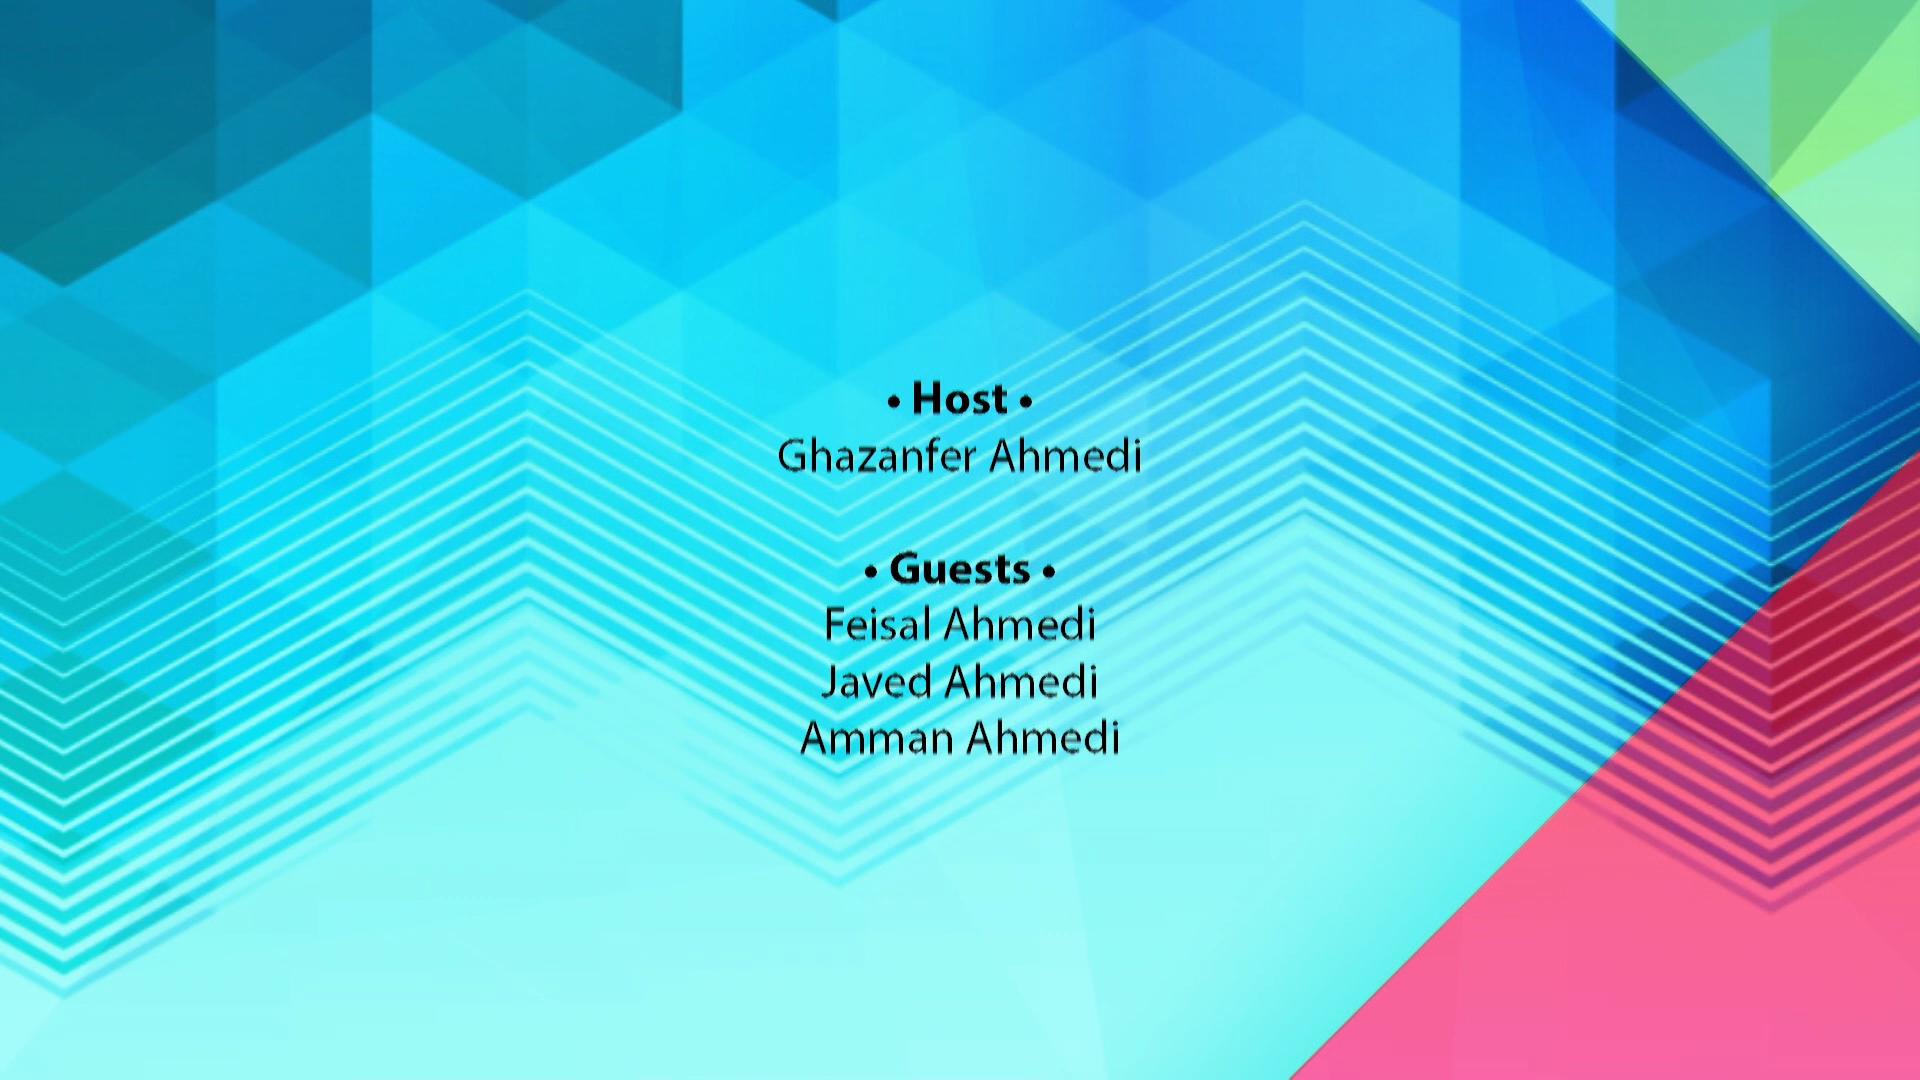 • Host •
Ghazanfer Ahmedi
• Guests •
Feisal Ahmedi
Javed Ahmedi
Amman Ahmedi